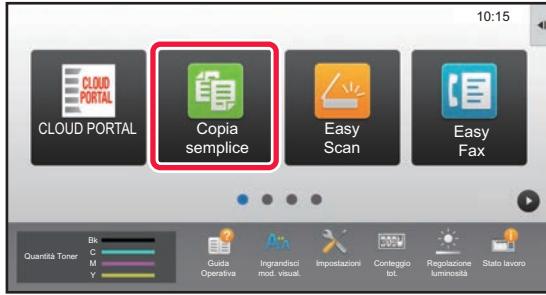 10:15
CLOUD
PORTAL
CLOUD PORTAL
Copia
semplice
Easy
Scan
Easy
Fax
Quantità Toner
Bk
C
M
Y
Guida
Operativa
Ingrandisci
mod. visual.
Impostazioni
Conteggio
tot.
Regolazione
luminosità
Stato lavoro